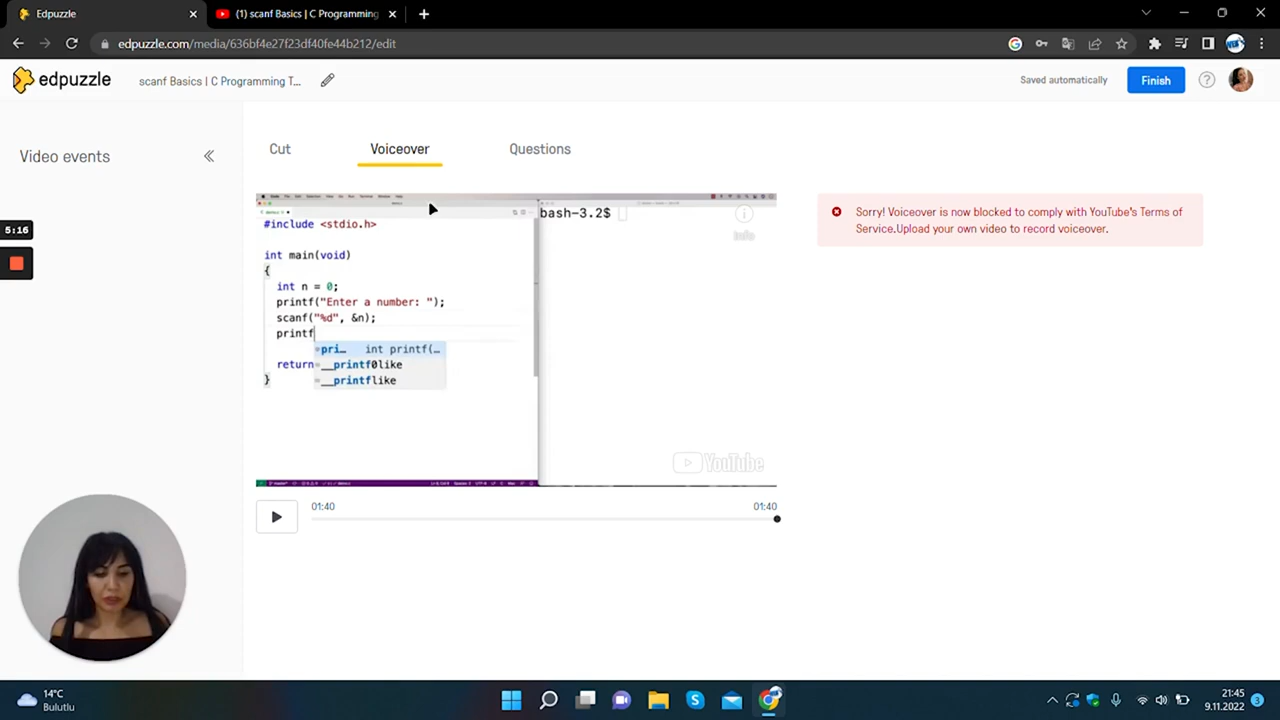 Edpuzzle
(1) scanf Basics | C Programming
edpuzzle.com/media/636bf4e27f23df40fe44b212/edit
edpuzzle
scanf Basics | C Programming T...
Saved automatically
Finish
?
Video events
Cut
Voiceover
Questions
5:16
#include <stdio.h>
int main(void)
{
int n = 0;
printf("Enter a number: ");
scanf("%d", &n);
printf
pri... int printf(...
__printf0like
return
__printflike
}
bash-3.2$
Info
YouTube
Sorry! Voiceover is now blocked to comply with YouTube's Terms of
Service.Upload your own video to record voiceover.
01:40
01:40
14°C
Bulutlu
21:45
9.11.2022
3